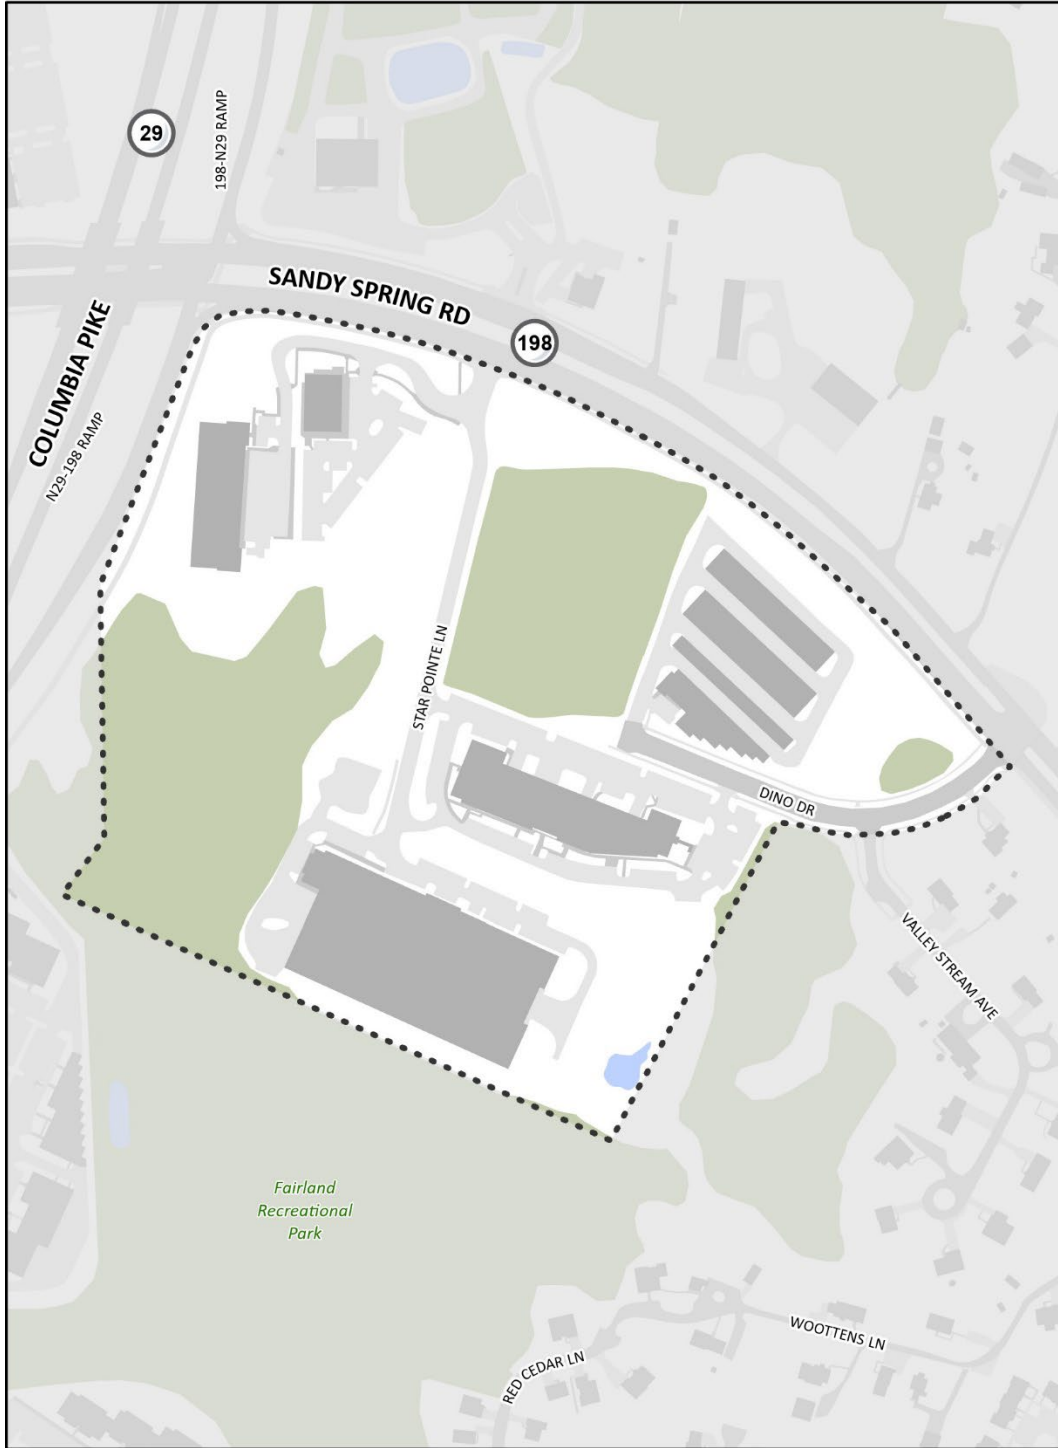 29
198-N29 RAMP
SANDY SPRING RD
198
COLUMBIA PIKE
N29-198 RAMP
STAR POINTE LN
DINO DR
VALLEY STREAM AVE
Fairland
Recreational
Park
WOOTTENS LN
RED CEDAR LN